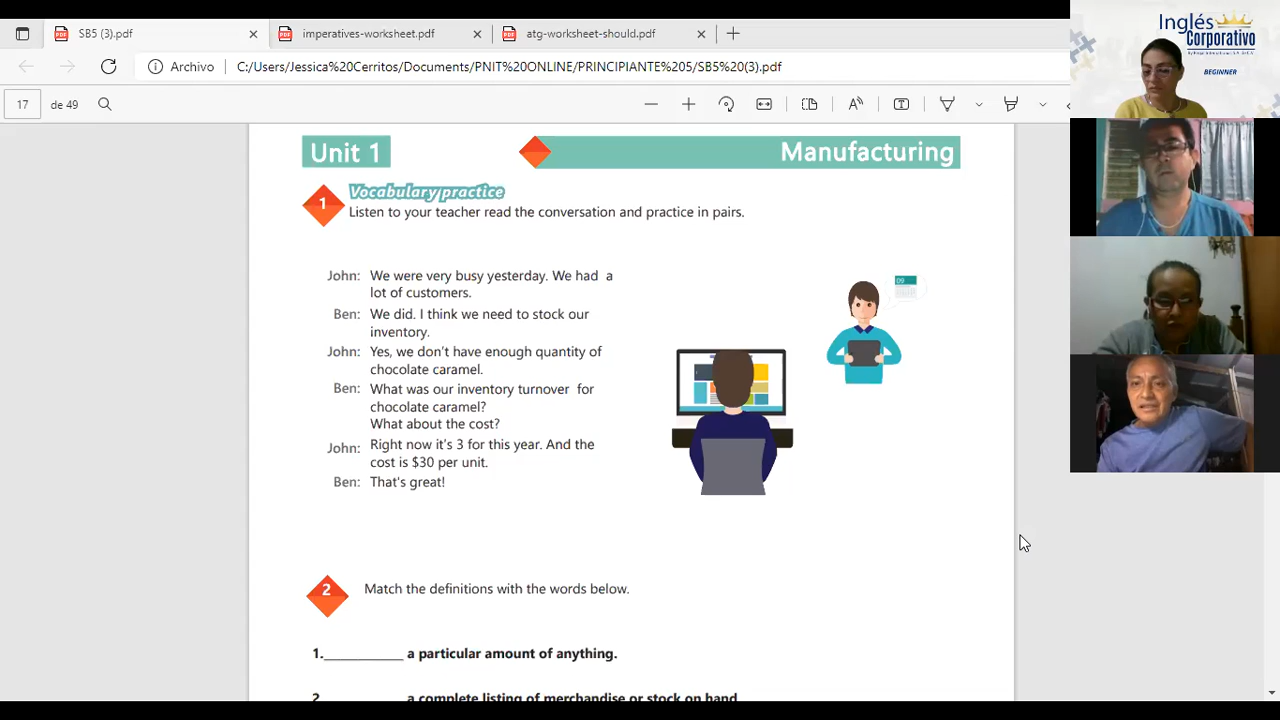 SB5 (3).pdf
imperatives-worksheet.pdf
atg-worksheet-should.pdf
Archivo
C:/Users/Jessica%20Cerritos/Documents/PNIT%20ONLINE/PRINCIPIANTE%205/SB5%20(3).pdf
17
de 49
Unit 1
Manufacturing
1
Vocabulary practice
Listen to your teacher read the conversation and practice in pairs.
John: We were very busy yesterday. We had a
lot of customers.
Ben: We did. I think we need to stock our
inventory.
John: Yes, we don't have enough quantity of
chocolate caramel.
Ben: What was our inventory turnover for
chocolate caramel?
What about the cost?
John: Right now it's 3 for this year. And the
cost is $30 per unit.
Ben: That's great!
09
2
Match the definitions with the words below.
1.____________ a particular amount of anything.
2. ____________ a complete listing of merchandise or stock on hand
Inglés
Corporativo
BEGINNER